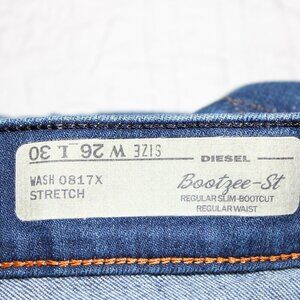 SIZE W 26 L 30
DIESEL
WASH 0817X
STRETCH
Bootzee-St
REGULAR SLIM-BOOTCUT
REGULAR WAIST